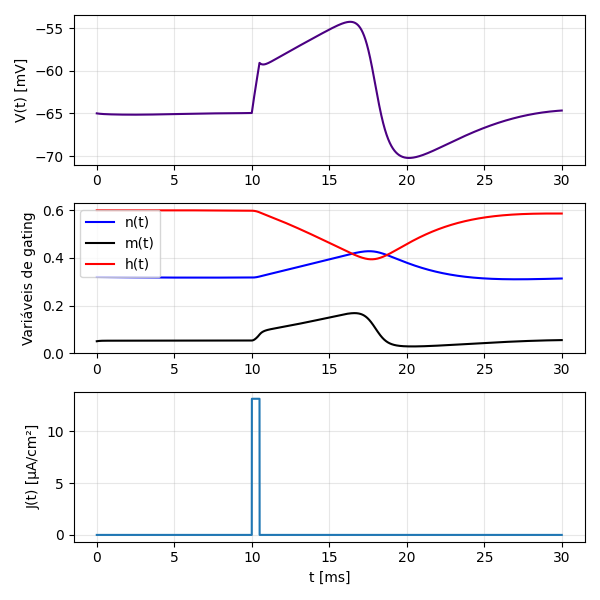 V(t) [mV]
−55
−60
−65
−70
0 5 10 15 20 25 30
Variáveis de gating
0.6
0.4
0.2
0.0
n(t)
m(t)
h(t)
0 5 10 15 20 25 30
J(t) [μA/cm²]
10
5
0
0 5 10 15 20 25 30
t [ms]